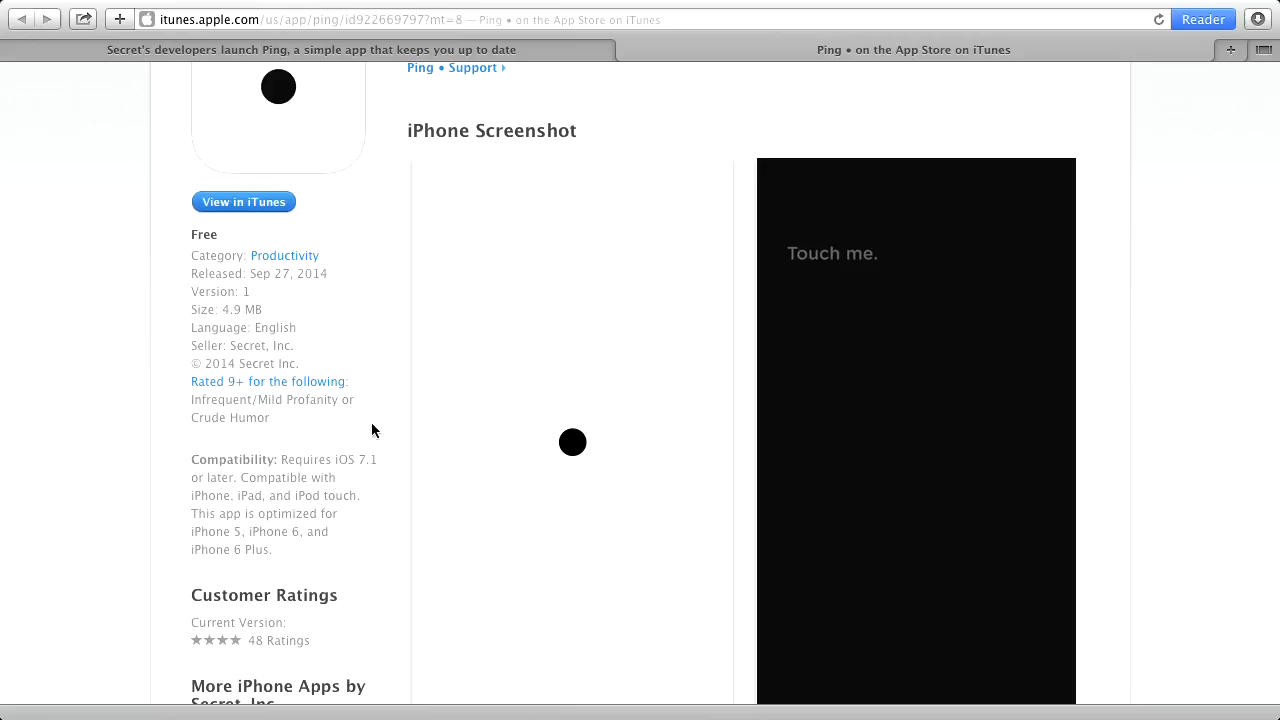 itunes.apple.com/us/app/ping/id922669797?mt=8 — Ping • on the App Store on iTunes
Reader
Secret's developers launch Ping, a simple app that keeps you up to date
Ping • on the App Store on iTunes
Ping • Support
iPhone Screenshot
View in iTunes
Free
Category: Productivity
Released: Sep 27, 2014
Version: 1
Size: 4.9 MB
Language: English
Seller: Secret, Inc.
© 2014 Secret Inc.
Rated 9+ for the following:
Infrequent/Mild Profanity or
Crude Humor
Compatibility: Requires iOS 7.1
or later. Compatible with
iPhone, iPad, and iPod touch.
This app is optimized for
iPhone 5, iPhone 6, and
iPhone 6 Plus.
Customer Ratings
Current Version:
★★★★ 48 Ratings
More iPhone Apps by
Secret, Inc.
Touch me.